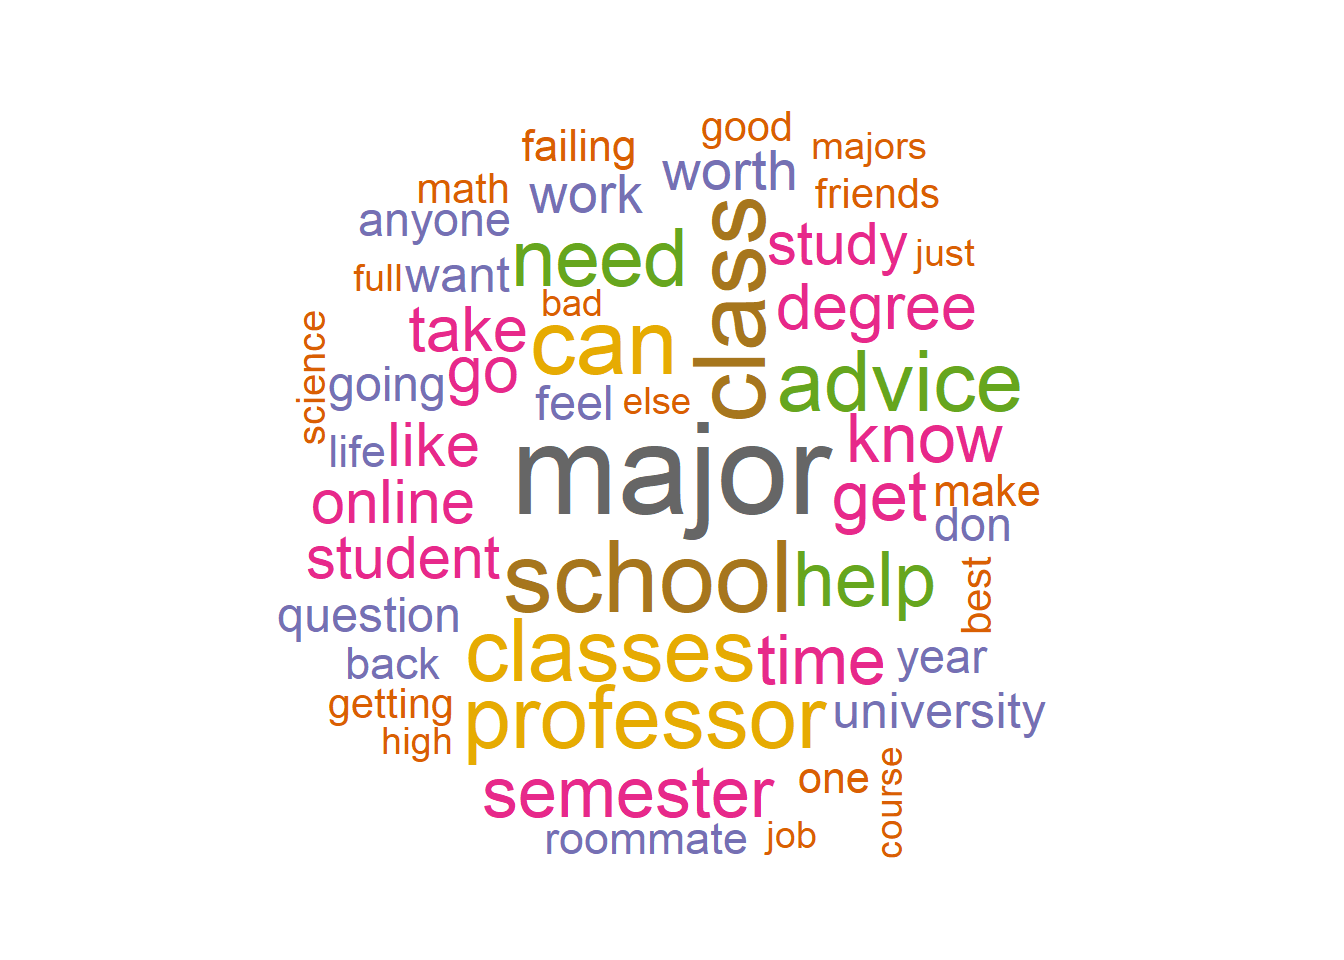 good
failing
majors
worth
math
work
friends
anyone
class
study
need
just
full
want
bad
degree
take
can
science
going
go
feel
else
advice
life
like
major
know
online
get
make
don
student
school
help
best
question
classes
time
year
back
getting
professor
university
high
semester
one
course
roommate
job